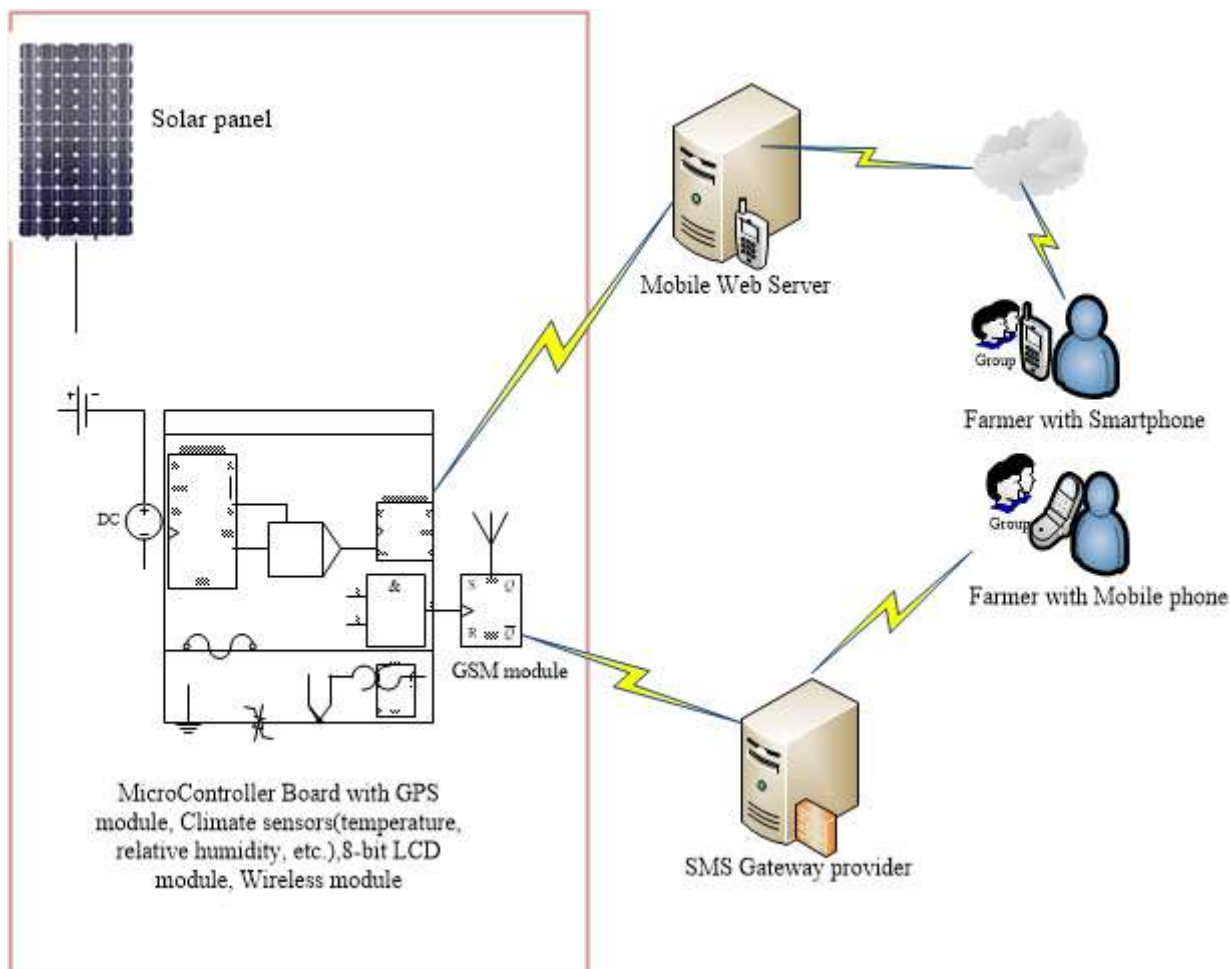 Solar panel
Mobile Web Server
Group
Farmer with Smartphone
Group
Farmer with Mobile phone
+ -
DC
+
-
&
S Q
R Q̅
GSM module
MicroController Board with GPS
module, Climate sensors(temperature,
relative humidity, etc.),8-bit LCD
module, Wireless module
SMS Gateway provider